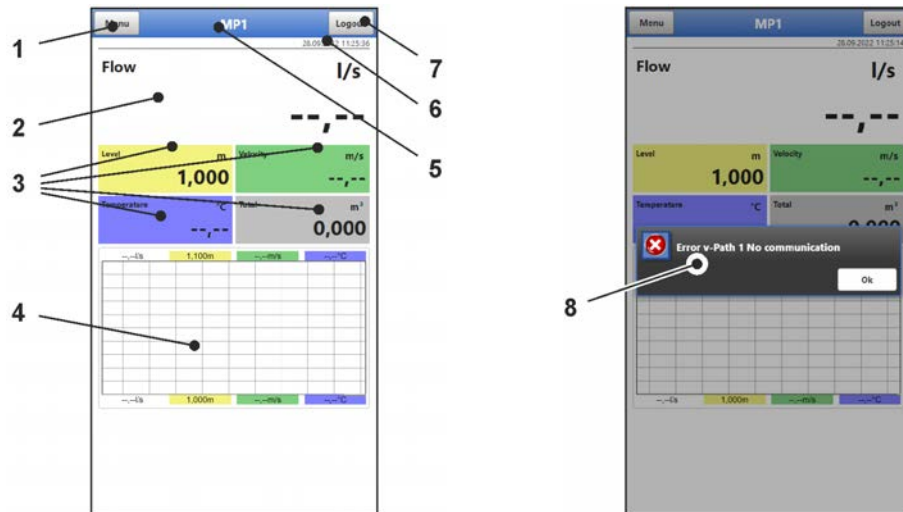 Menu MP1 Logout
28.09.2022 11:25:36
Flow l/s
--,--
Level m Velocity m/s
1,000 --,--
Temperature °C Total m³
--,-- 0,000
--,--l/s 1,100m --,--m/s --,--°C
--,--l/s 1,000m --,--m/s --,--°C
1
2
3
4
5
6
7
Menu MP1 Logout
28.09.2022 11:25:14
Flow l/s
--,--
Level m Velocity m/s
1,000 --,--
Temperature °C Total m³
Error v-Path 1 No communication
Ok
--,--l/s 1,000m --,--m/s --,--°C
8